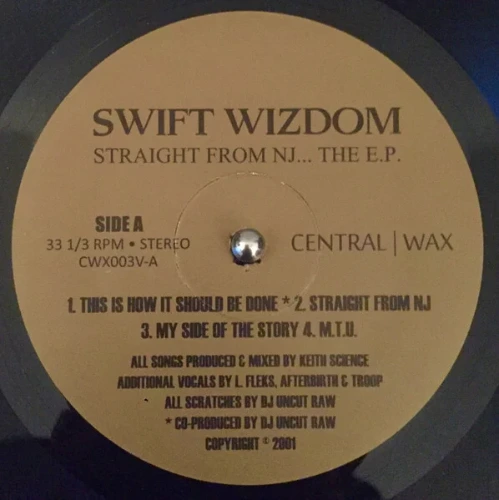 SWIFT WIZDOM
STRAIGHT FROM NJ... THE E.P.
SIDE A
33 1/3 RPM • STEREO
CWX003V-A
CENTRAL | WAX
1. THIS IS HOW IT SHOULD BE DONE * 2. STRAIGHT FROM NJ
3. MY SIDE OF THE STORY 4. M.T.U.
ALL SONGS PRODUCED & MIXED BY KEITH SCIENCE
ADDITIONAL VOCALS BY L. FLEKS, AFTERBIRTH & TROOP
ALL SCRATCHES BY DJ UNCUT RAW
* CO-PRODUCED BY DJ UNCUT RAW
COPYRIGHT © 2001